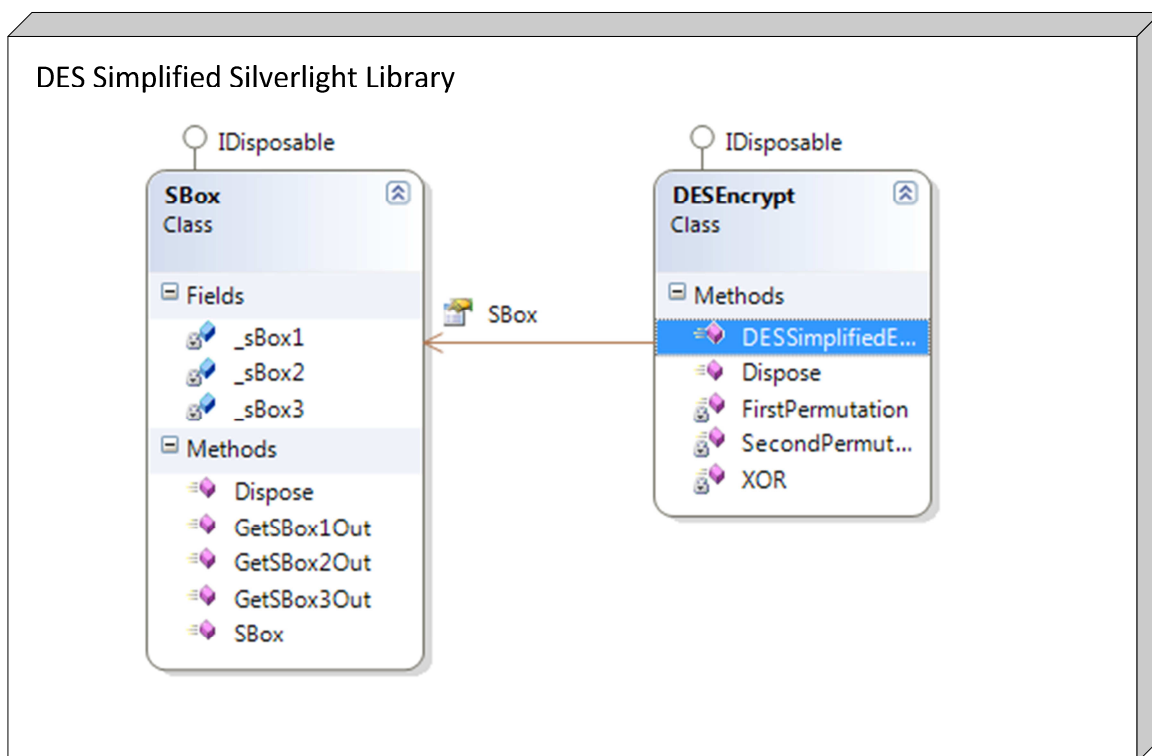 DES Simplified Silverlight Library
IDisposable
SBox
Class
Fields
_sBox1
_sBox2
_sBox3
Methods
Dispose
GetSBox1Out
GetSBox2Out
GetSBox3Out
SBox
SBox
IDisposable
DESEncrypt
Class
Methods
DESSimplifiedE...
Dispose
FirstPermutation
SecondPermut...
XOR